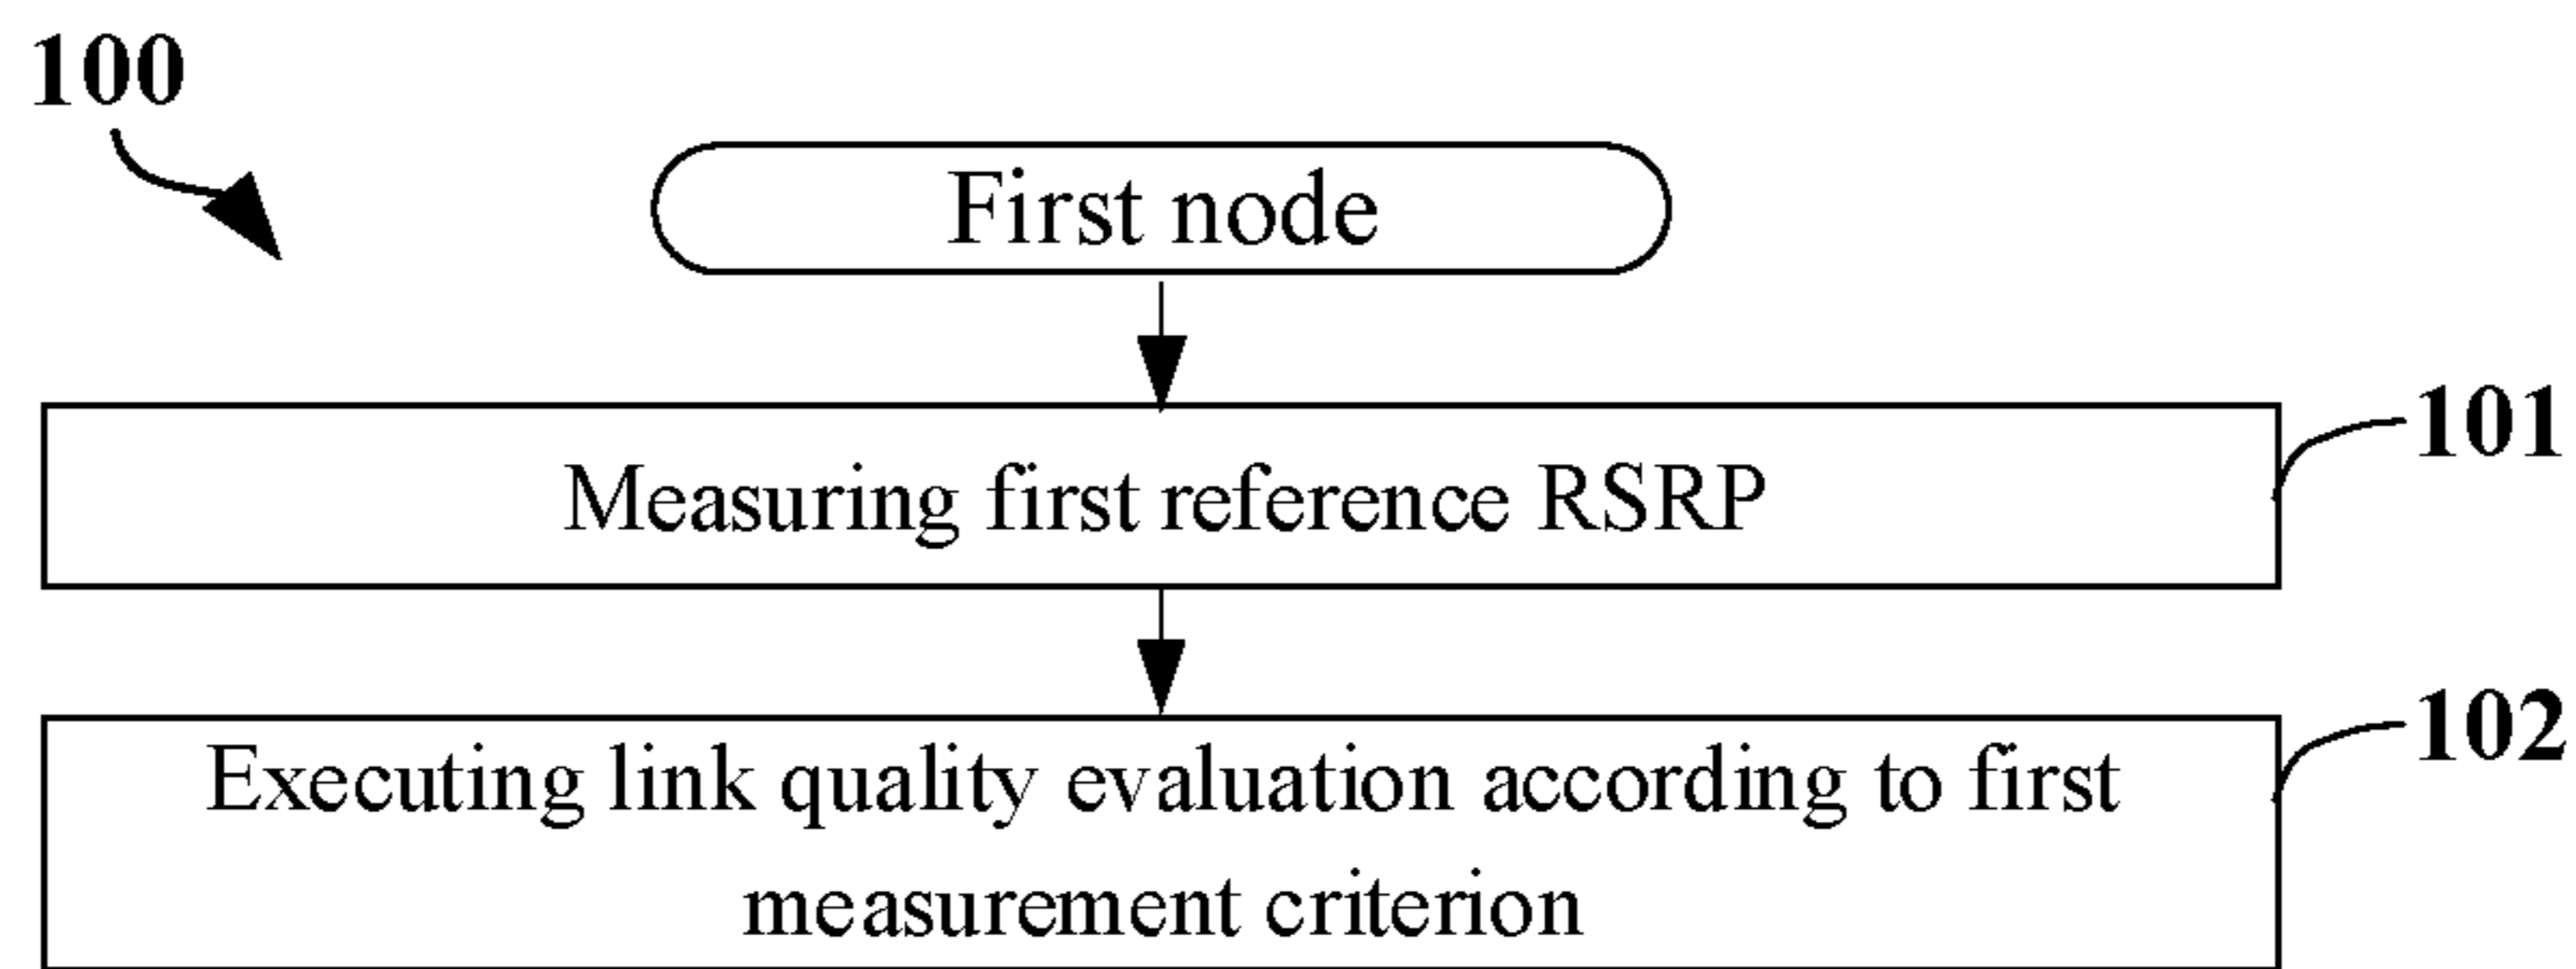 100
First node
Measuring first reference RSRP
101
Executing link quality evaluation according to first
measurement criterion
102